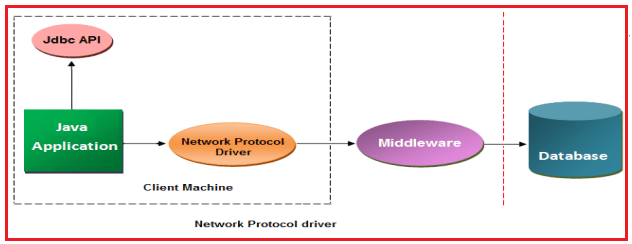 Jdbc API
Java
Application
Network Protocol
Driver
Middleware
Database
Client Machine
Network Protocol driver